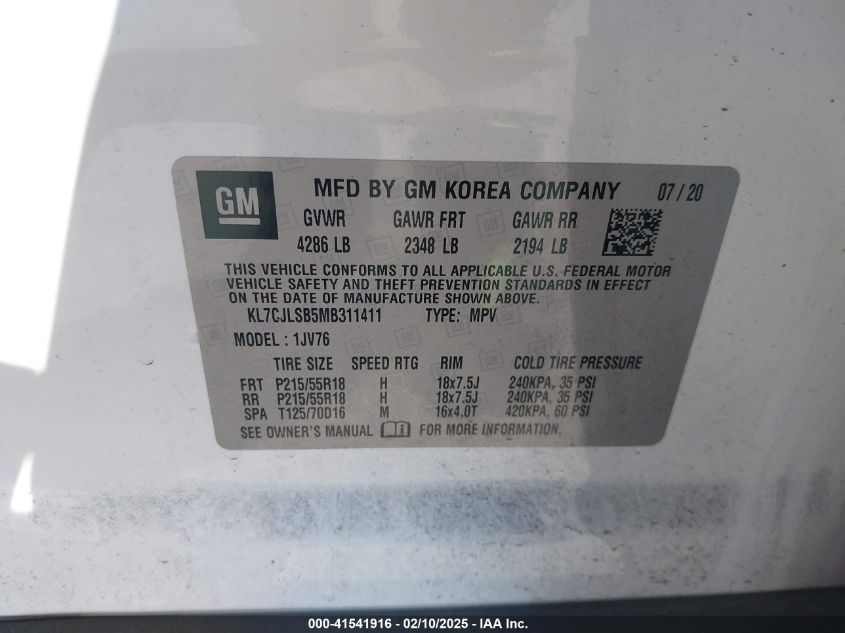 GM
MFD BY GM KOREA COMPANY 07/20
GVWR GAWR FRT GAWR RR
4286 LB 2348 LB 2194 LB
THIS VEHICLE CONFORMS TO ALL APPLICABLE U.S. FEDERAL MOTOR
VEHICLE SAFETY AND THEFT PREVENTION STANDARDS IN EFFECT
ON THE DATE OF MANUFACTURE SHOWN ABOVE.
KL7CJLSB5MB311411 TYPE: MPV
MODEL : 1JV76
TIRE SIZE SPEED RTG RIM COLD TIRE PRESSURE
FRT P215/55R18 H 18x7.5J 240KPA, 35 PSI
RR P215/55R18 H 18x7.5J 240KPA, 35 PSI
SPA T125/70D16 M 16x4.0T 420KPA, 60 PSI
SEE OWNER'S MANUAL FOR MORE INFORMATION.
000-41541916 - 02/10/2025 - IAA Inc.